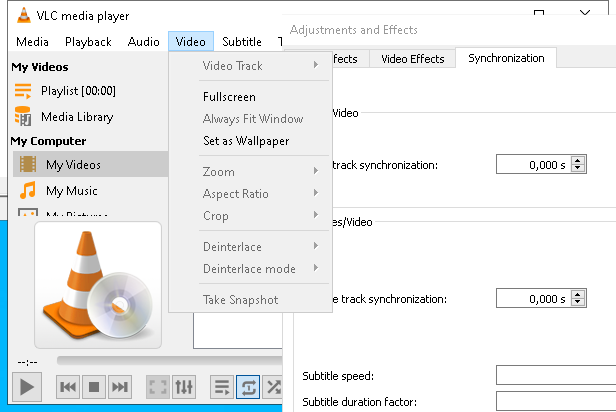 VLC media player
Media Playback Audio Video Subtitle
Adjustments and Effects
Video Effects Synchronization
My Videos
Playlist [00:00]
Media Library
My Computer
My Videos
My Music
Video Track
Fullscreen
Always Fit Window
Set as Wallpaper
Zoom
Aspect Ratio
Crop
Deinterlace
Deinterlace mode
Take Snapshot
/Video
track synchronization: 0,000 s
es/Video
e track synchronization: 0,000 s
Subtitle speed:
Subtitle duration factor:
--:--